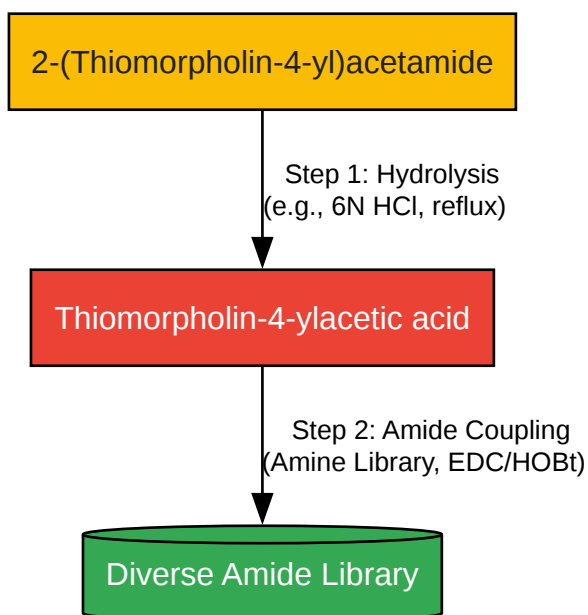 2-(Thiomorpholin-4-yl)acetamide
Step 1: Hydrolysis
(e.g., 6N HCl, reflux)
Thiomorpholin-4-ylacetic acid
Step 2: Amide Coupling
(Amine Library, EDC/HOBt)
Diverse Amide Library